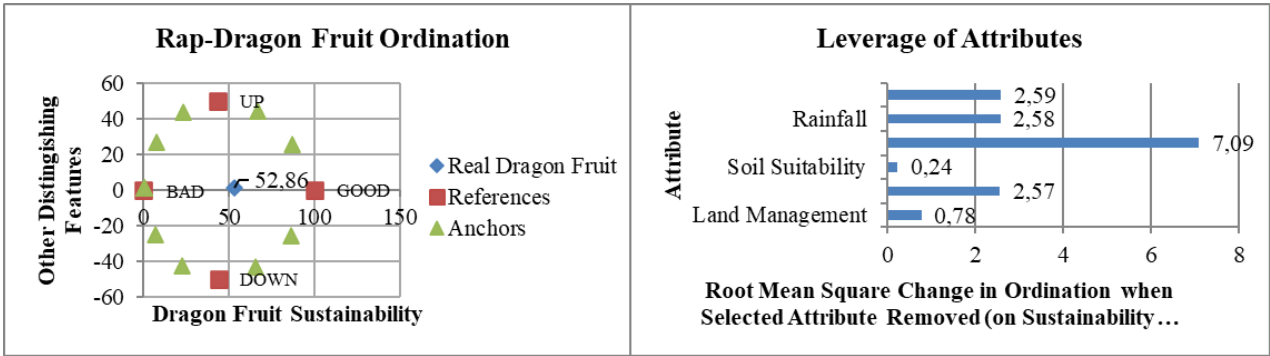 Rap-Dragon Fruit Ordination
Other Distingishing
Features
60
40
20
0
-20
-40
-60
UP
BAD
52,86
GOOD
DOWN
0
50
100
150
Dragon Fruit Sustainability
Real Dragon Fruit
References
Anchors
Leverage of Attributes
Attribute
2,59
Rainfall
2,58
7,09
Soil Suitability
0,24
2,57
Land Management
0,78
0
2
4
6
8
Root Mean Square Change in Ordination when
Selected Attribute Removed (on Sustainability…